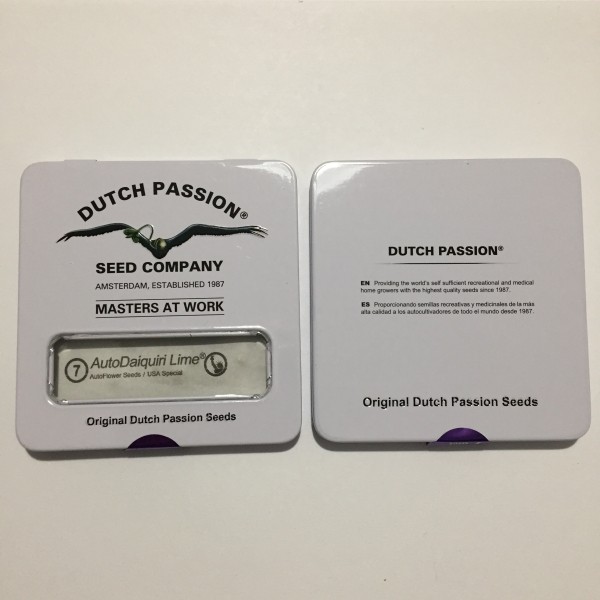 DUTCH PASSION®
SEED COMPANY
AMSTERDAM, ESTABLISHED 1987
MASTERS AT WORK
7 AutoDaiquiri Lime®
AutoFlower Seeds / USA Special
Original Dutch Passion Seeds
DUTCH PASSION®
EN Providing the world's self sufficient recreational and medical
home growers with the highest quality seeds since 1987.
ES Proporcionando semillas recreativas y medicinales de la más
alta calidad a los autocultivadores de todo el mundo desde 1987.
Original Dutch Passion Seeds